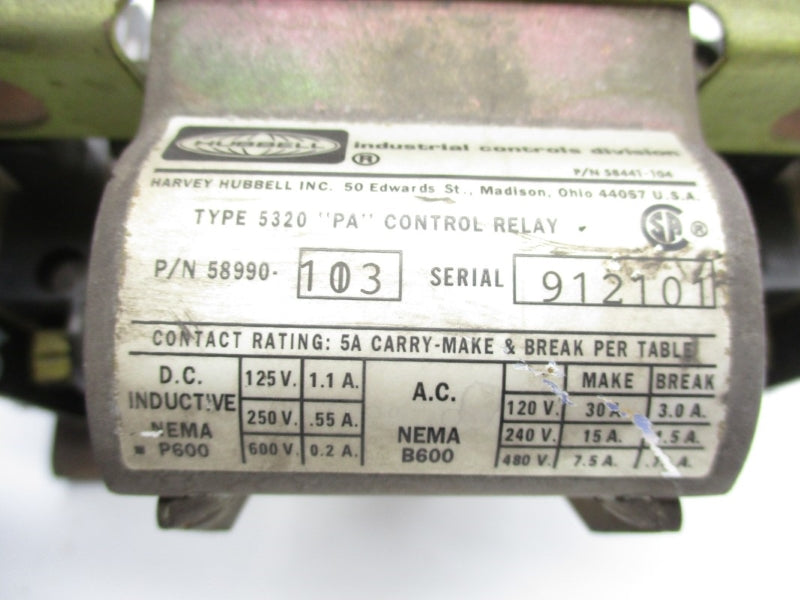 HUBBELL ® industrial controls division
P/N 58441-104
HARVEY HUBBELL INC. 50 Edwards St., Madison, Ohio 44057 U.S.A.
TYPE 5320 "PA" CONTROL RELAY SA ®
P/N 58990- 103 SERIAL 912101
CONTACT RATING: 5A CARRY-MAKE & BREAK PER TABLE
D.C. INDUCTIVE NEMA P600
125 V. 1.1 A.
250 V. .55 A.
600 V. 0.2 A.
A.C. NEMA B600
MAKE BREAK
120 V. 30A. 3.0 A.
240 V. 15 A. 1.5 A.
480 V. 7.5 A.